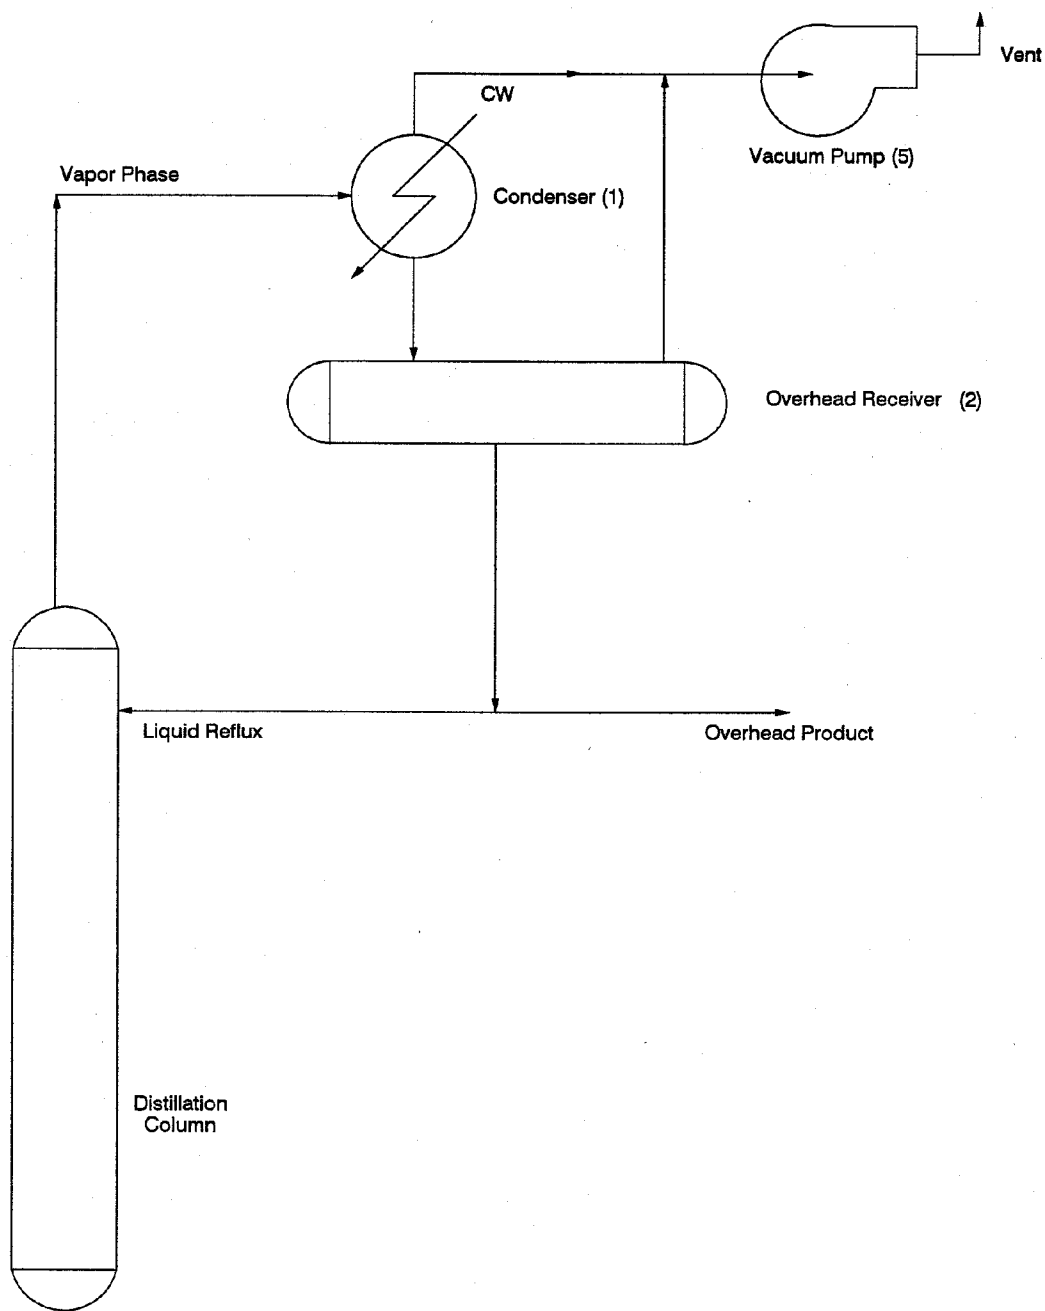 Vent
CW
Vacuum Pump (5)
Vapor Phase
Condenser (1)
Overhead Receiver (2)
Liquid Reflux
Overhead Product
Distillation
Column